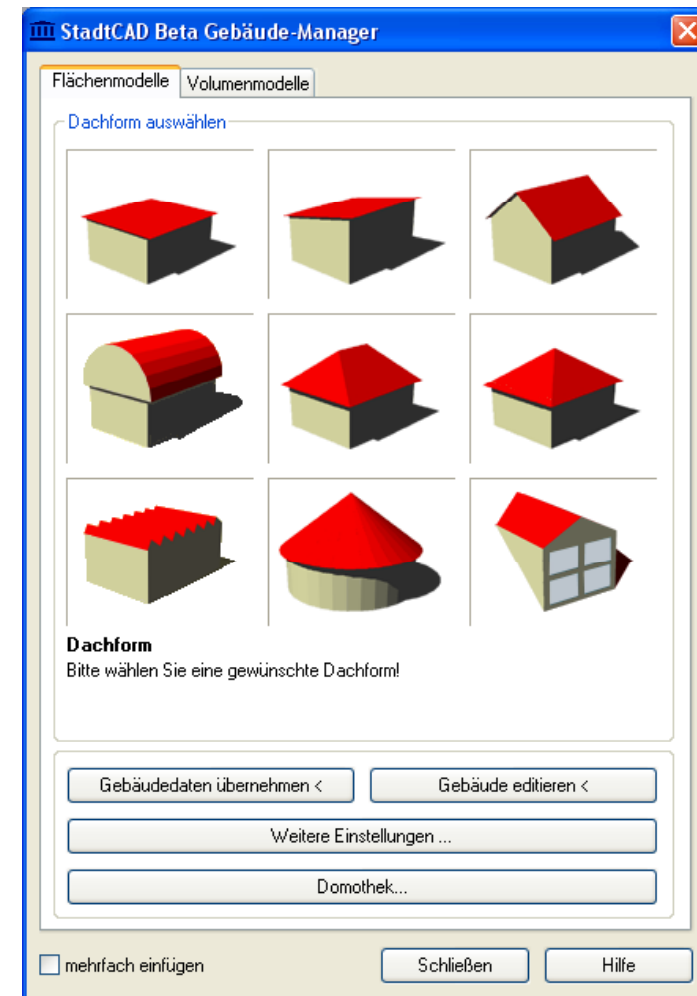 StadtCAD Beta Gebäude-Manager
Flächenmodelle Volumenmodelle
Dachform auswählen
Dachform
Bitte wählen Sie eine gewünschte Dachform!
Gebäudedaten übernehmen < Gebäude editieren <
Weitere Einstellungen ...
Domothek...
mehrfach einfügen Schließen Hilfe